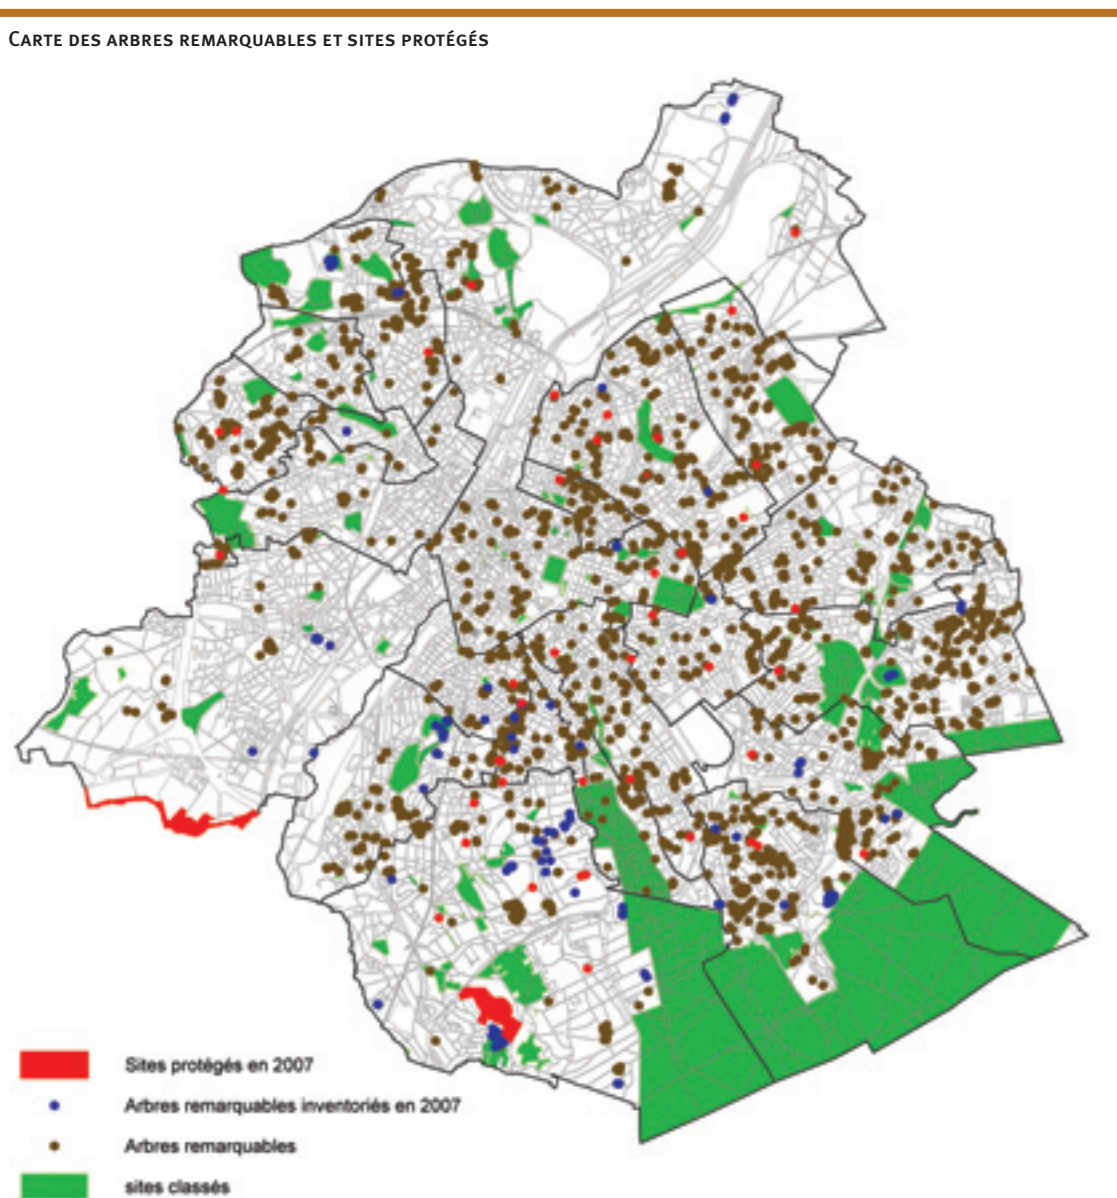 CARTE DES ARBRES REMARQUABLES ET SITES PROTÉGÉS
Sites protégés en 2007
Arbres remarquables inventoriés en 2007
Arbres remarquables
sites classés